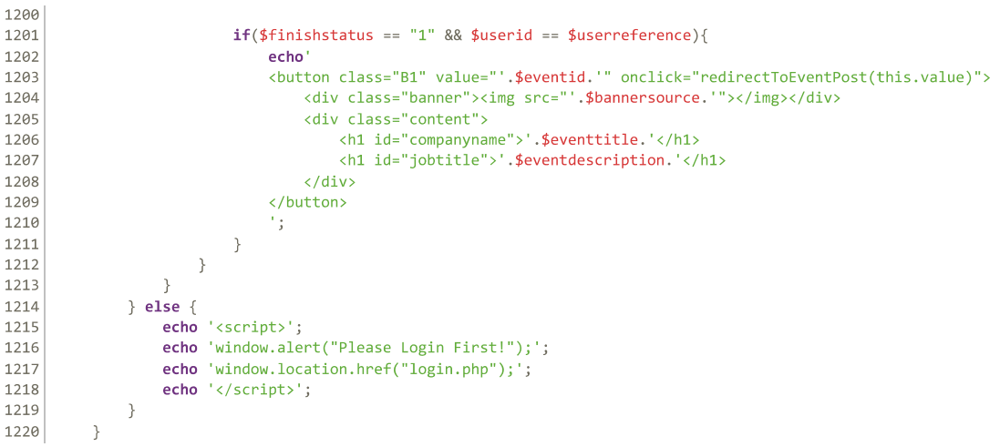 1200
1201 if($finishstatus == "1" && $userid == $userreference){
1202 echo'
1203 <button class="B1" value="'.$eventid.'" onclick="redirectToEventPost(this.value)">
1204 <div class="banner"><img src="'.$bannersource.'"></img></div>
1205 <div class="content">
1206 <h1 id="companyname">'.$eventtitle.'</h1>
1207 <h1 id="jobtitle">'.$eventdescription.'</h1>
1208 </div>
1209 </button>
1210 ';
1211 }
1212 }
1213 }
1214 } else {
1215 echo '<script>';
1216 echo 'window.alert("Please Login First!");';
1217 echo 'window.location.href("login.php");';
1218 echo '</script>';
1219 }
1220 }